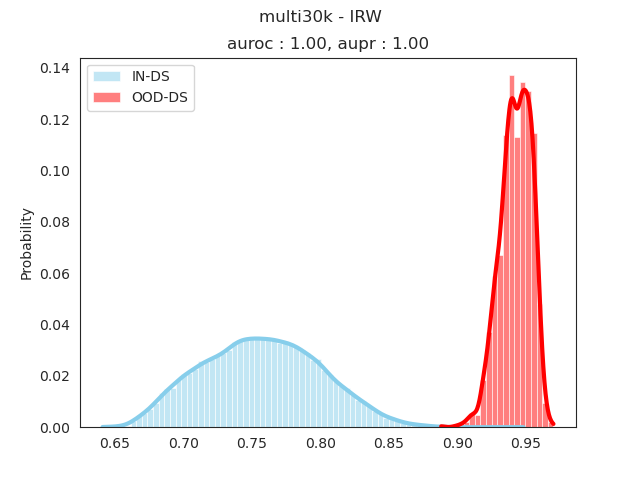 multi30k - IRW
auroc : 1.00, aupr : 1.00
IN-DS
OOD-DS
Probability
0.14
0.12
0.10
0.08
0.06
0.04
0.02
0.00
0.65 0.70 0.75 0.80 0.85 0.90 0.95